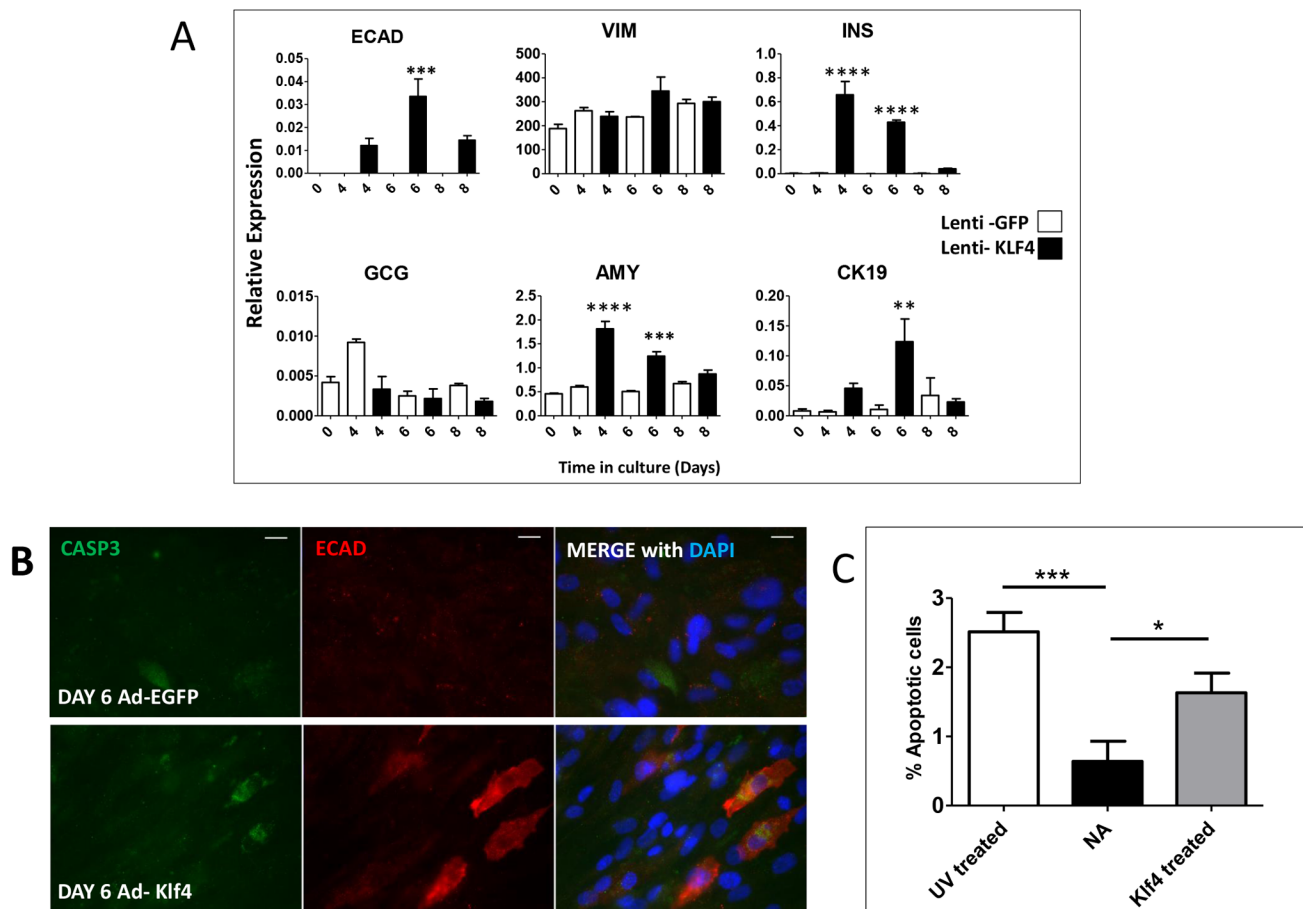 A
ECAD
0.05
0.04
0.03
0.02
0.01
0.00
***
0 4 4 6 6 8 8
VIM
500
400
300
200
100
0
0 4 4 6 6 8 8
INS
1.0
0.8
0.6
0.4
0.2
0.0
****
****
0 4 4 6 6 8 8
Lenti -GFP
Lenti- KLF4
Relative Expression
GCG
0.015
0.010
0.005
0.000
0 4 4 6 6 8 8
AMY
2.5
2.0
1.5
1.0
0.5
0.0
****
***
0 4 4 6 6 8 8
CK19
0.20
0.15
0.10
0.05
0.00
**
0 4 4 6 6 8 8
Time in culture (Days)
B
CASP3
ECAD
MERGE with DAPI
DAY 6 Ad-EGFP
DAY 6 Ad- Klf4
C
***
*
% Apoptotic cells
3
2
1
0
UV treated
NA
Klf4 treated